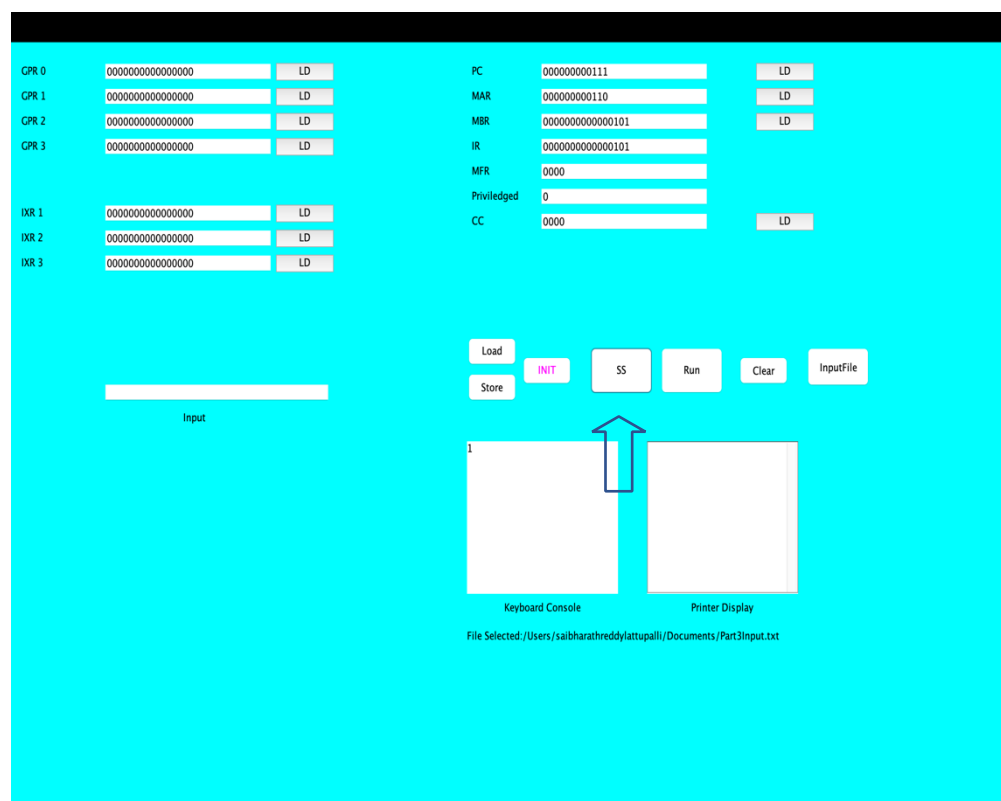 GPR 0 0000000000000000 LD
GPR 1 0000000000000000 LD
GPR 2 0000000000000000 LD
GPR 3 0000000000000000 LD
IXR 1 0000000000000000 LD
IXR 2 0000000000000000 LD
IXR 3 0000000000000000 LD
Input
PC 000000000111 LD
MAR 000000000110 LD
MBR 0000000000000101 LD
IR 0000000000000101
MFR 0000
Priviledged 0
CC 0000 LD
Load
Store
INIT
SS
Run
Clear
InputFile
1
Keyboard Console
Printer Display
File Selected:/Users/saibharathreddylattupalli/Documents/Part3Input.txt